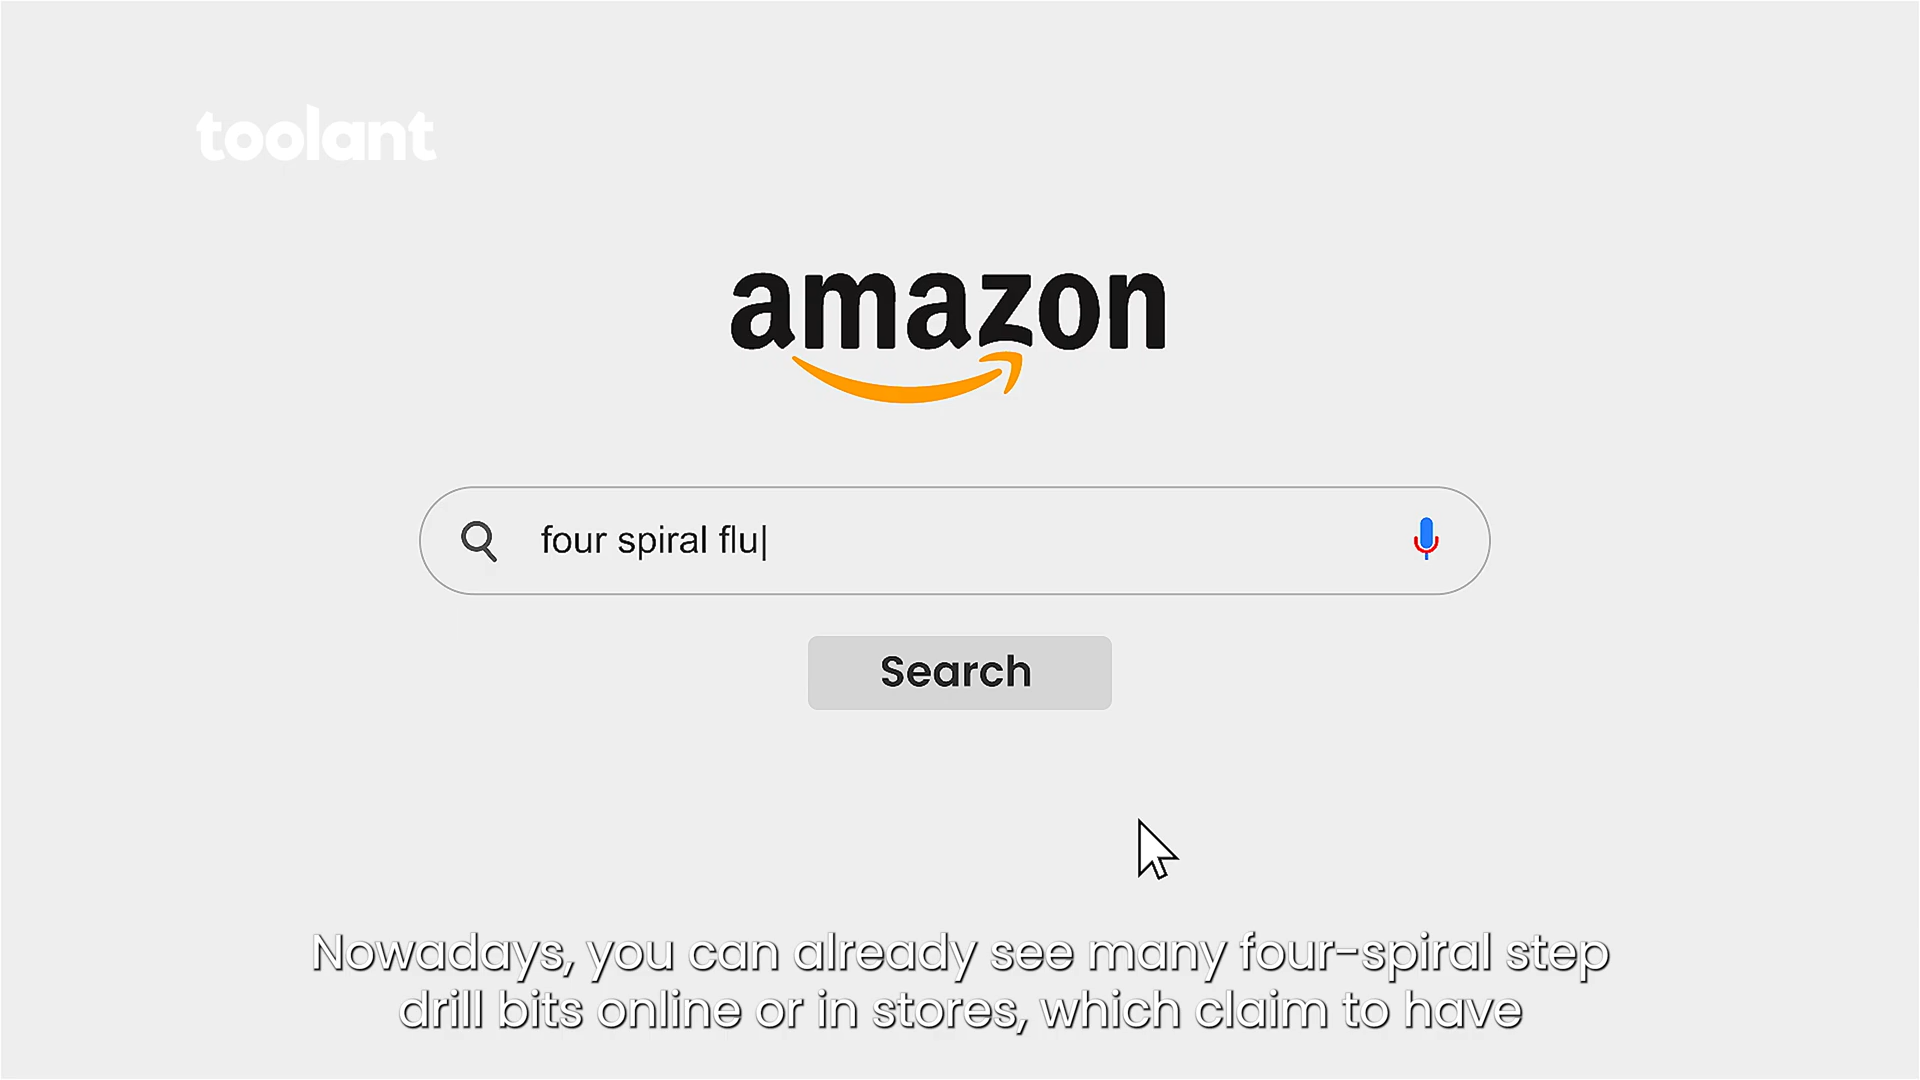 toolant
amazon
four spiral flu
Search
Nowadays, you can already see many four-spiral step
drill bits online or in stores, which claim to have